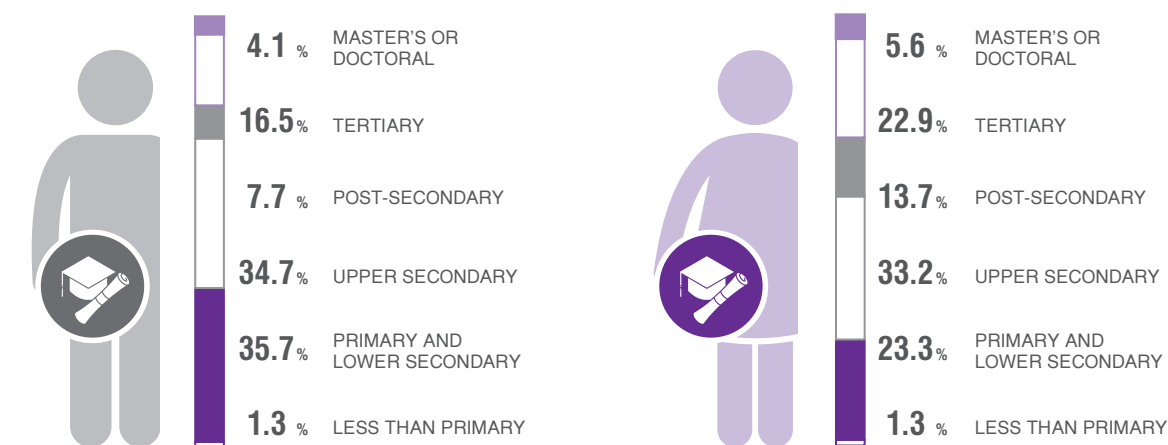 4.1 % MASTER'S OR
DOCTORAL
16.5% TERTIARY
7.7 % POST-SECONDARY
34.7% UPPER SECONDARY
35.7% PRIMARY AND
LOWER SECONDARY
1.3 % LESS THAN PRIMARY
5.6 % MASTER'S OR
DOCTORAL
22.9% TERTIARY
13.7% POST-SECONDARY
33.2% UPPER SECONDARY
23.3% PRIMARY AND
LOWER SECONDARY
1.3 % LESS THAN PRIMARY